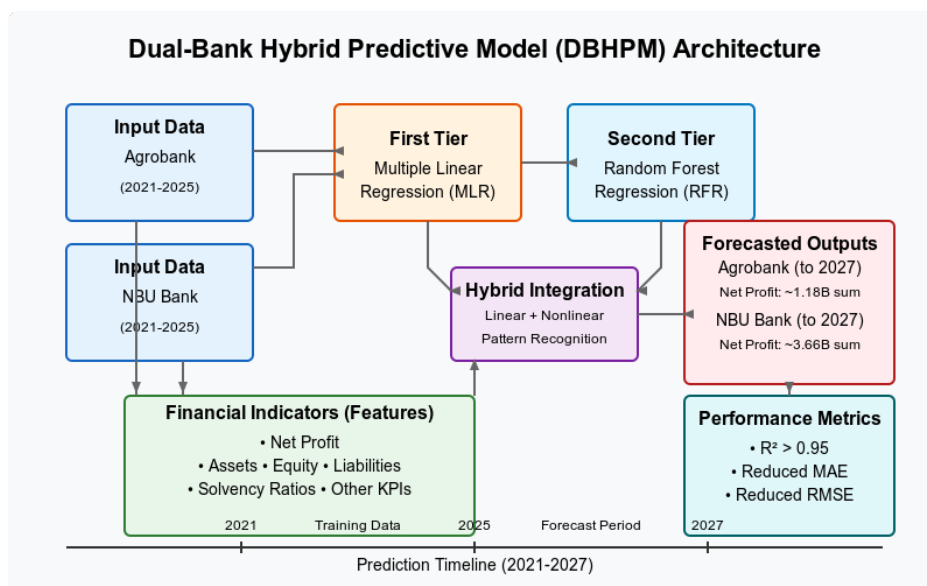 Dual-Bank Hybrid Predictive Model (DBHPM) Architecture
Input Data
Agrobank
(2021-2025)
First Tier
Multiple Linear
Regression (MLR)
Second Tier
Random Forest
Regression (RFR)
Input Data
NBU Bank
(2021-2025)
Hybrid Integration
Linear + Nonlinear
Pattern Recognition
Forecasted Outputs
Agrobank (to 2027)
Net Profit: ~1.18B sum
NBU Bank (to 2027)
Net Profit: ~3.66B sum
Financial Indicators (Features)
• Net Profit
• Assets • Equity • Liabilities
• Solvency Ratios • Other KPIs
Performance Metrics
• R² > 0.95
• Reduced MAE
• Reduced RMSE
2021 Training Data 2025 Forecast Period 2027
Prediction Timeline (2021-2027)